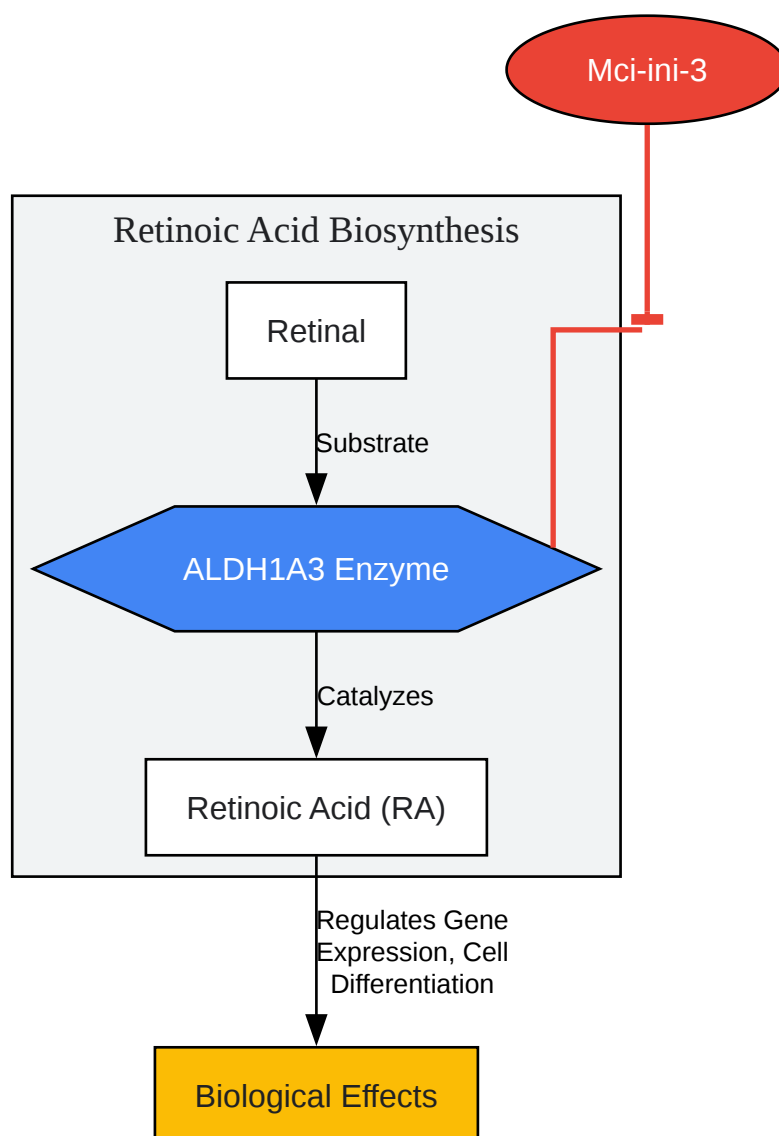 Mci-ini-3
Retinoic Acid Biosynthesis
Retinal
Substrate
ALDH1A3 Enzyme
Catalyzes
Retinoic Acid (RA)
Regulates Gene
Expression, Cell
Differentiation
Biological Effects